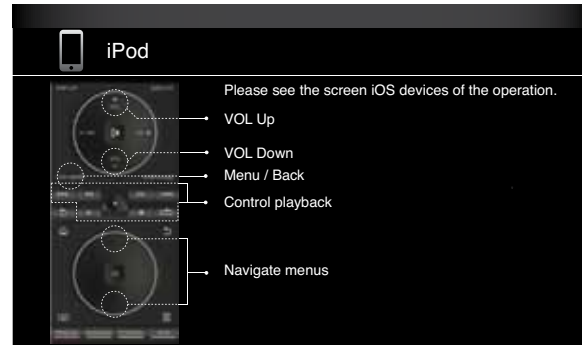 iPod
Please see the screen iOS devices of the operation.
VOL Up
VOL Down
Menu / Back
Control playback
Navigate menus